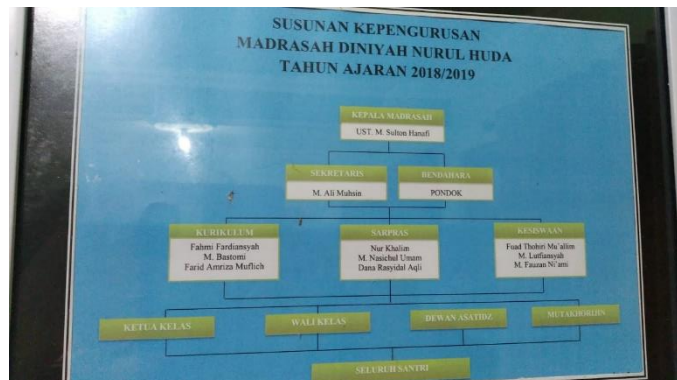 SUSUNAN KEPENGURUSAN
MADRASAH DINIYAH NURUL HUDA
TAHUN AJARAN 2018/2019
KEPALA MADRASAH
UST. M. Sulton Hanafi
SEKRETARIS
M. Ali Muhsin
BENDAHARA
PONDOK
KURIKULUM
Fahmi Fardiansyah
M. Bastomi
Farid Amriza Muflich
SARPRAS
Nur Khalim
M. Nasichul Umam
Dana Rasyidal Aqli
KESISWAAN
Fuad Thohiri Mu'allim
M. Lutfiansyah
M. Fauzan Ni'ami
KETUA KELAS
WALI KELAS
DEWAN ASATIDZ
MUTAKHORIJIN
SELURUH SANTRI